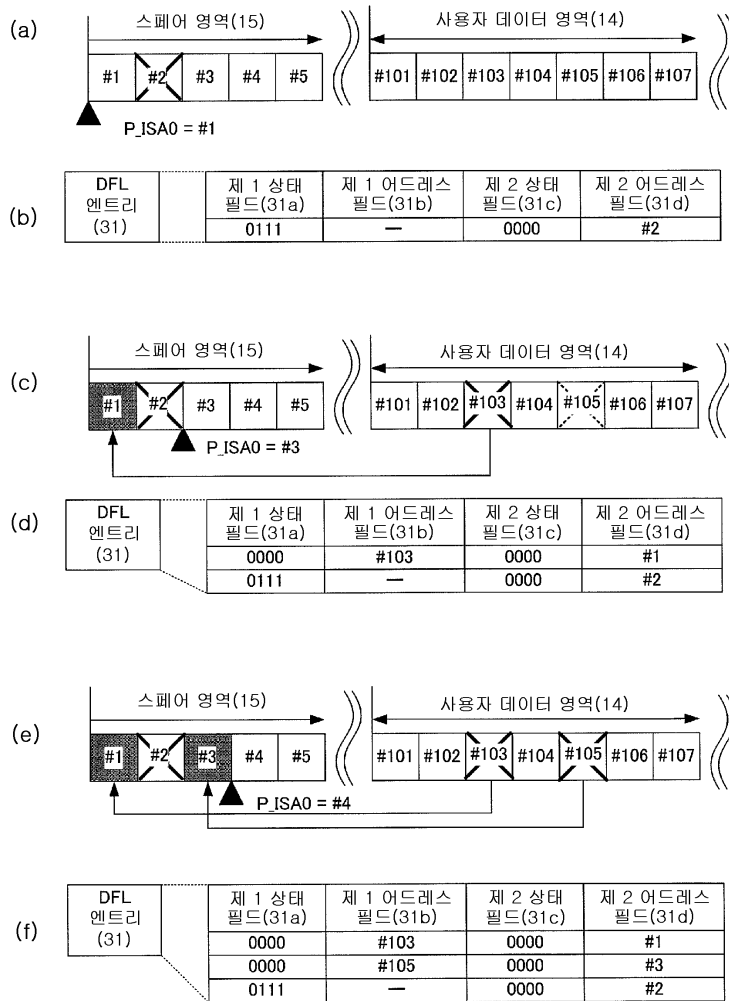 (a)
스페어 영역(15)
사용자 데이터 영역(14)
#1 #2 #3 #4 #5
#101 #102 #103 #104 #105 #106 #107
P_ISA0 = #1
(b)
DFL
엔트리
(31)
제 1 상태
필드(31a)
제 1 어드레스
필드(31b)
제 2 상태
필드(31c)
제 2 어드레스
필드(31d)
0111 — 0000 #2
(c)
스페어 영역(15)
사용자 데이터 영역(14)
#1 #2 #3 #4 #5
#101 #102 #103 #104 #105 #106 #107
P_ISA0 = #3
(d)
DFL
엔트리
(31)
제 1 상태
필드(31a)
제 1 어드레스
필드(31b)
제 2 상태
필드(31c)
제 2 어드레스
필드(31d)
0000 #103 0000 #1
0111 — 0000 #2
(e)
스페어 영역(15)
사용자 데이터 영역(14)
#1 #2 #3 #4 #5
#101 #102 #103 #104 #105 #106 #107
P_ISA0 = #4
(f)
DFL
엔트리
(31)
제 1 상태
필드(31a)
제 1 어드레스
필드(31b)
제 2 상태
필드(31c)
제 2 어드레스
필드(31d)
0000 #103 0000 #1
0000 #105 0000 #3
0111 — 0000 #2